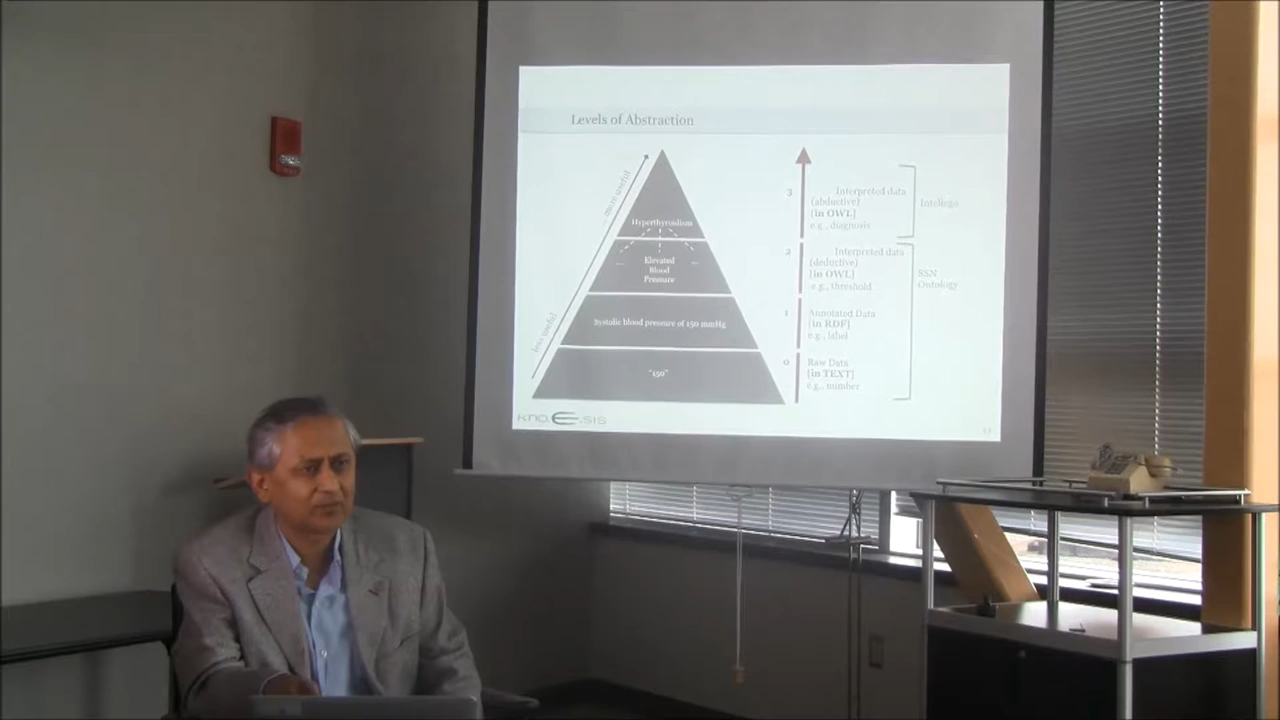 Levels of Abstraction
more useful
less useful
Hyperthyroidism
Elevated
Blood
Pressure
Systolic blood pressure of 150 mmHg
"150"
3
Interpreted data
(abductive)
[in OWL]
e.g., diagnosis
Intellego
2
Interpreted data
(deductive)
[in OWL]
e.g., threshold
SSN
Ontology
1
Annotated Data
[in RDF]
e.g., label
0
Raw Data
[in TEXT]
e.g., number
kno.e.sis